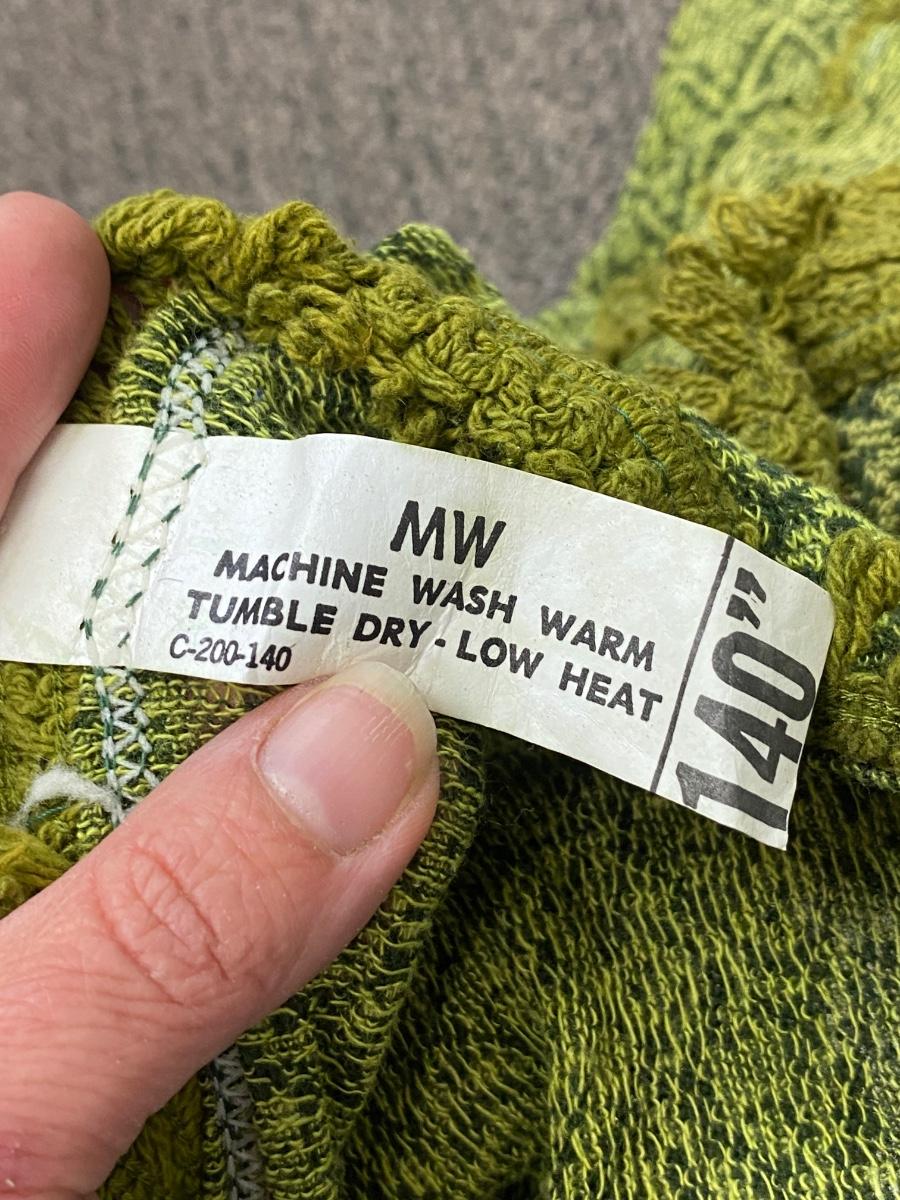 MW
MACHINE WASH WARM
TUMBLE DRY-LOW HEAT
C-200-140
140"